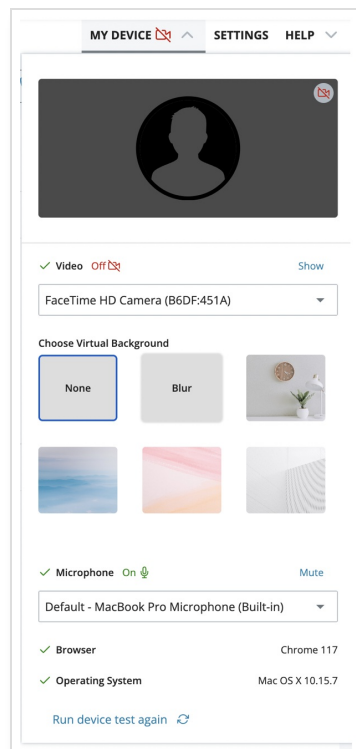 MY DEVICE SETTINGS HELP
Video Off Show
FaceTime HD Camera (B6DF:451A)
Choose Virtual Background
None Blur
Microphone On Mute
Default - MacBook Pro Microphone (Built-in)
Browser Chrome 117
Operating System Mac OS X 10.15.7
Run device test again